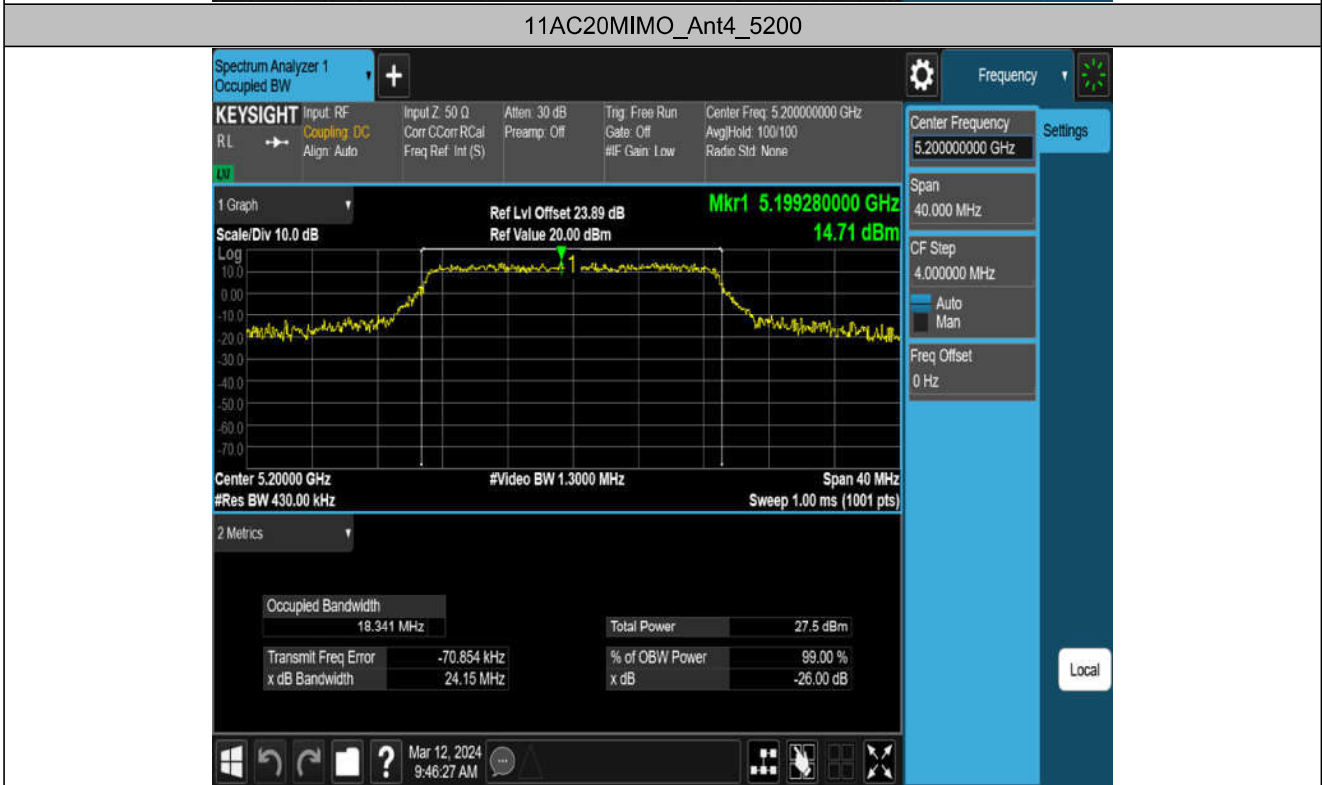 11AC20MIMO_Ant4_5200
Spectrum Analyzer 1
Occupied BW
Frequency
KEYSIGHT
R L
Input: RF
Coupling: DC
Align: Auto
Input Z: 50 Ω
Corr CCorr RCal
Freq Ref: Int (S)
Atten: 30 dB
Preamp: Off
Trig: Free Run
Gate: Off
#IF Gain: Low
Center Freq: 5.200000000 GHz
Avg|Hold: 100/100
Radio Std: None
Center Frequency
5.200000000 GHz
Settings
Span
40.000 MHz
CF Step
4.000000 MHz
Auto
Man
Freq Offset
0 Hz
1 Graph
Scale/Div 10.0 dB
Ref Lvl Offset 23.89 dB
Ref Value 20.00 dBm
Mkr1 5.199280000 GHz
14.71 dBm
Log
10.0
0.00
-10.0
-20.0
-30.0
-40.0
-50.0
-60.0
-70.0
1
Center 5.20000 GHz
#Video BW 1.3000 MHz
Span 40 MHz
#Res BW 430.00 kHz
Sweep 1.00 ms (1001 pts)
2 Metrics
Occupied Bandwidth
18.341 MHz
Total Power 27.5 dBm
Transmit Freq Error -70.854 kHz
% of OBW Power 99.00 %
x dB Bandwidth 24.15 MHz
x dB -26.00 dB
Local
Mar 12, 2024
9:46:27 AM